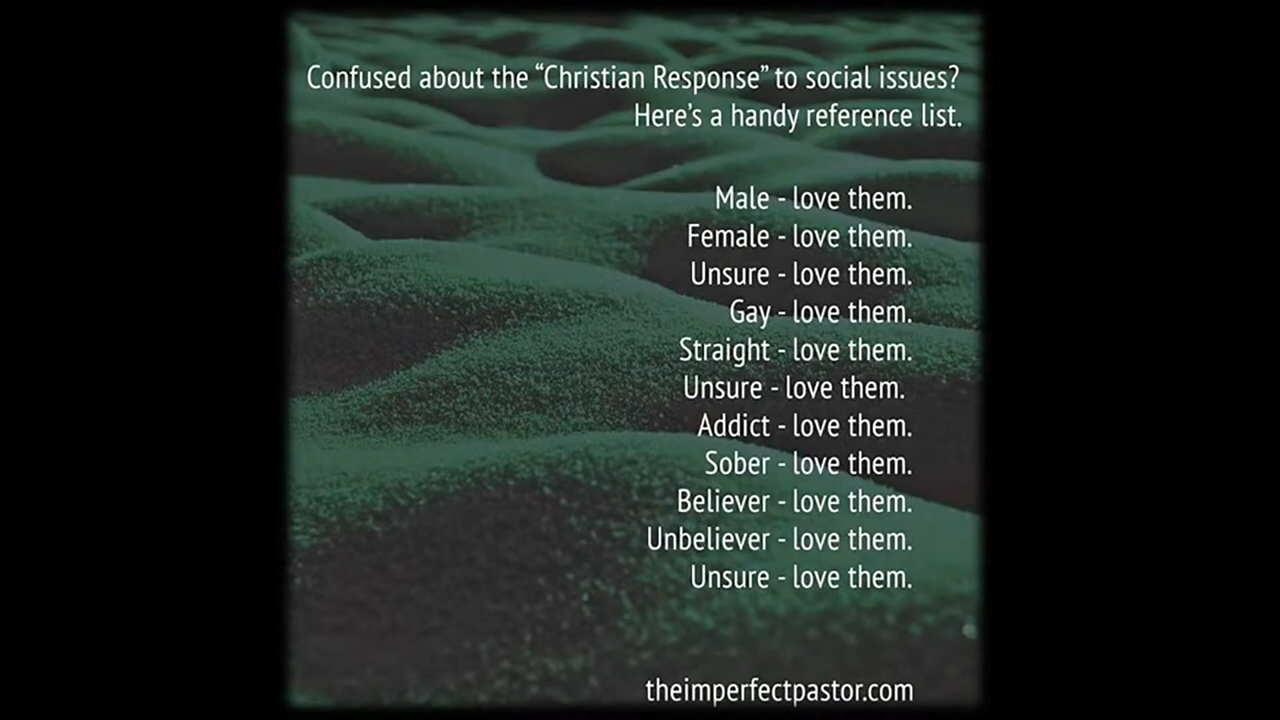 Confused about the “Christian Response” to social issues?
Here’s a handy reference list.
Male - love them.
Female - love them.
Unsure - love them.
Gay - love them.
Straight - love them.
Unsure - love them.
Addict - love them.
Sober - love them.
Believer - love them.
Unbeliever - love them.
Unsure - love them.
theimperfectpastor.com